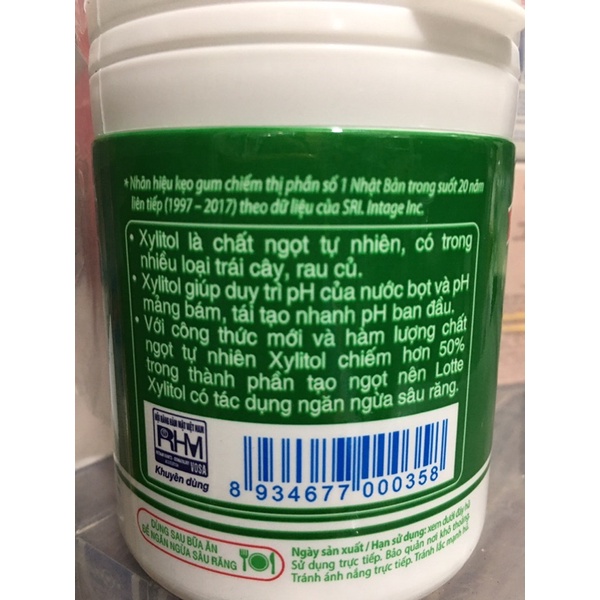 * Nhãn hiệu kẹo gum chiếm thị phần số 1 Nhật Bản trong suốt 20 năm
liên tiếp (1997 – 2017) theo dữ liệu của SRI. Intage Inc.
• Xylitol là chất ngọt tự nhiên, có trong
nhiều loại trái cây, rau củ.
• Xylitol giúp duy trì pH của nước bọt và pH
mảng bám, tái tạo nhanh pH ban đầu.
• Với công thức mới và hàm lượng chất
ngọt tự nhiên Xylitol chiếm hơn 50%
trong thành phần tạo ngọt nên Lotte
Xylitol có tác dụng ngăn ngừa sâu răng.
HỘI RĂNG HÀM MẶT VIỆT NAM
RHM
VOSA
Khuyên dùng
8 934677 000358
DÙNG SAU BỮA ĂN
ĐỂ NGĂN NGỪA SÂU RĂNG
Ngày sản xuất / Hạn sử dụng: xem dưới đáy hũ
Sử dụng trực tiếp. Bảo quản nơi khô thoáng.
Tránh ánh nắng trực tiếp. Tránh lắc mạnh hũ.